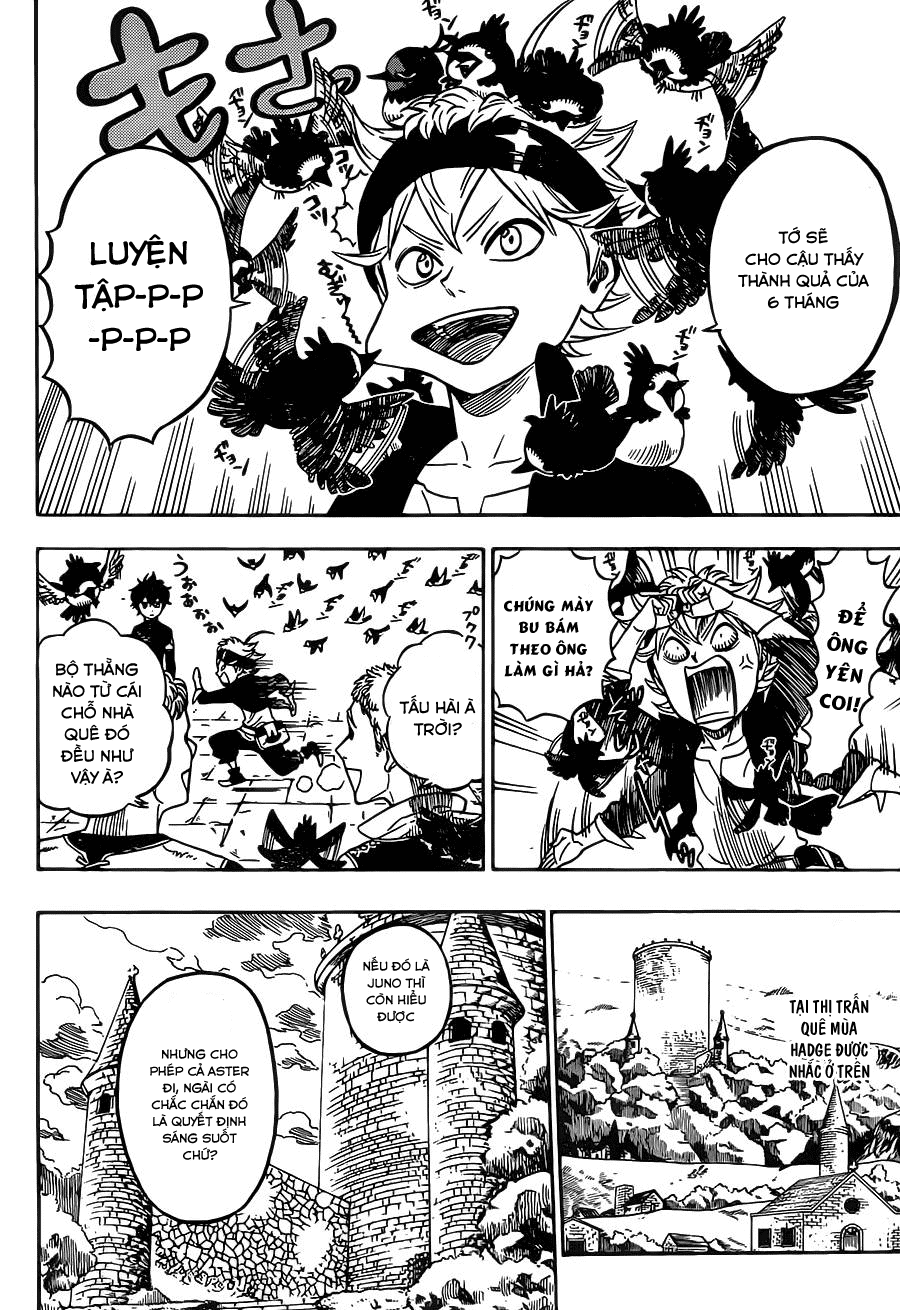 もさっ
TỚ SẼ
CHO CẬU THẤY
THÀNH QUẢ CỦA
6 THÁNG
LUYỆN
TẬP-P-P
-P-P-P
ĐỂ
ÔNG
YÊN
COI!
CHÚNG MÀY
BU BÁM
THEO ÔNG
LÀM GÌ HẢ?
TẤU HÀI À
TRỜI?
BỘ THẰNG
NÀO TỪ CÁI
CHỖ NHÀ
QUÊ ĐÓ
ĐỀU NHƯ
VẬY À?
TẠI THỊ TRẤN
QUÊ MÙA
HADGE ĐƯỢC
NHẮC Ở TRÊN
NẾU ĐÓ LÀ
JUNO THÌ
CÒN HIỂU
ĐƯỢC
NHƯNG CHO
PHÉP CẢ ASTER
ĐI, NGÀI CÓ
CHẮC CHẮN ĐÓ
LÀ QUYẾT ĐỊNH
SÁNG SUỐT
CHỨ?